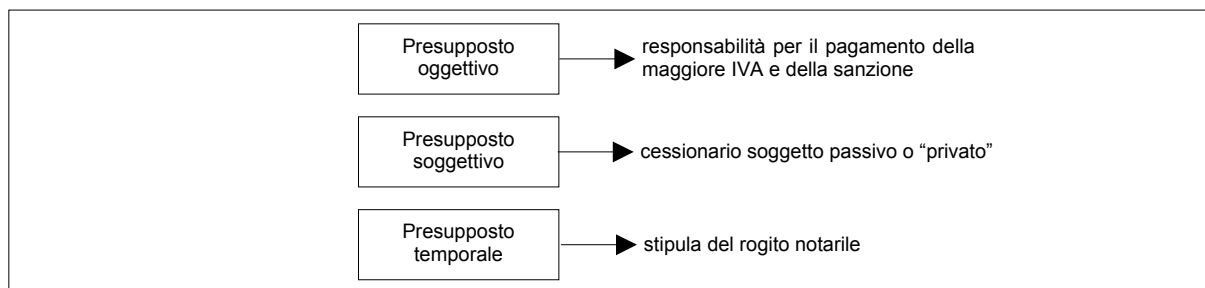 Presupposto
oggettivo
responsabilità per il pagamento della
maggiore IVA e della sanzione
Presupposto
soggettivo
cessionario soggetto passivo o “privato”
Presupposto
temporale
stipula del rogito notarile